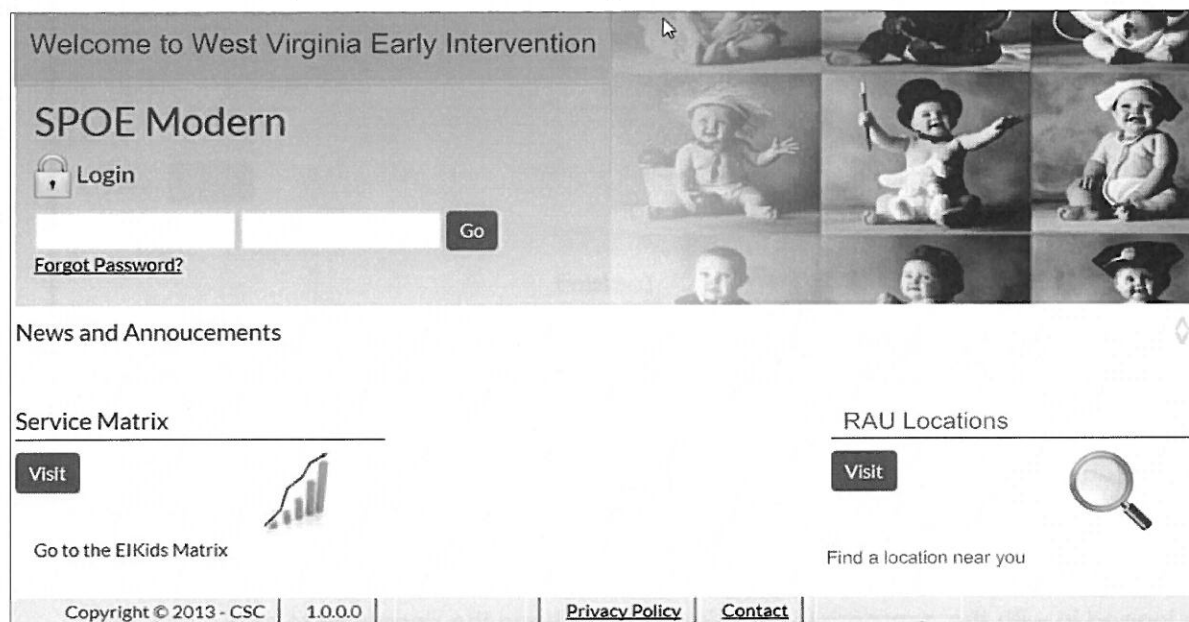 Welcome to West Virginia Early Intervention
SPOE Modern
Login
Go
Forgot Password?
News and Annoucements
Service Matrix
Visit
Go to the EIKids Matrix
RAU Locations
Visit
Find a location near you
Copyright © 2013 - CSC | 1.0.0.0 | Privacy Policy | Contact |